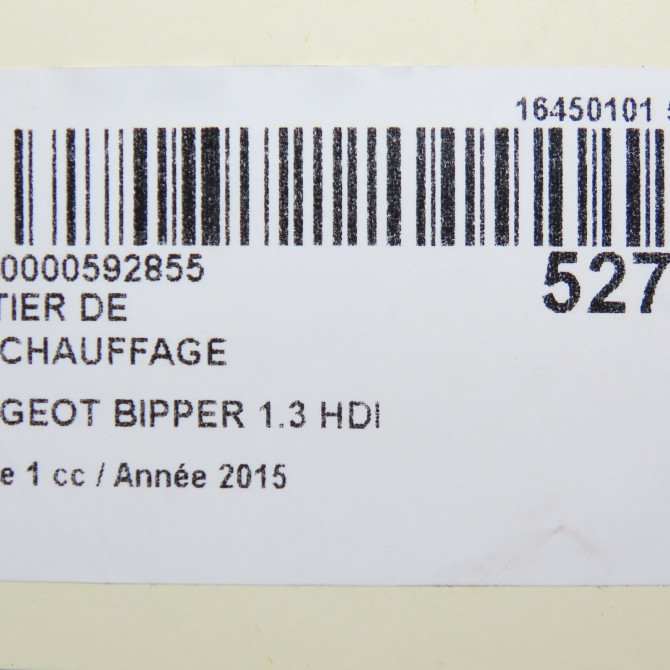 16450101
0000592855
527
TIER DE
CHAUFFAGE
GEOT BIPPER 1.3 HDI
e 1 cc / Année 2015